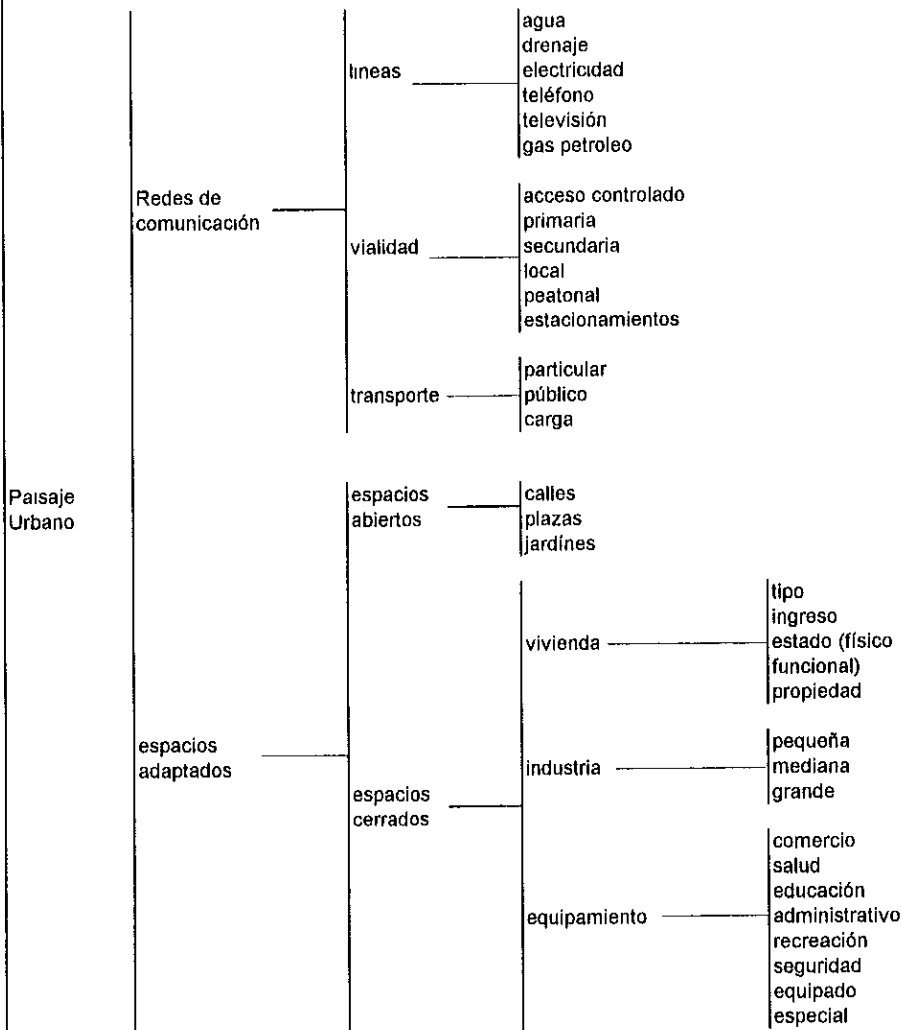 Paisaje
Urbano
Redes de
comunicación
líneas
agua
drenaje
electricidad
teléfono
televisión
gas petroleo
vialidad
acceso controlado
primaria
secundaria
local
peatonal
estacionamientos
transporte
particular
público
carga
espacios
adaptados
espacios
abiertos
calles
plazas
jardínes
espacios
cerrados
vivienda
tipo
ingreso
estado (físico
funcional)
propiedad
industria
pequeña
mediana
grande
equipamiento
comercio
salud
educación
administrativo
recreación
seguridad
equipado
especial